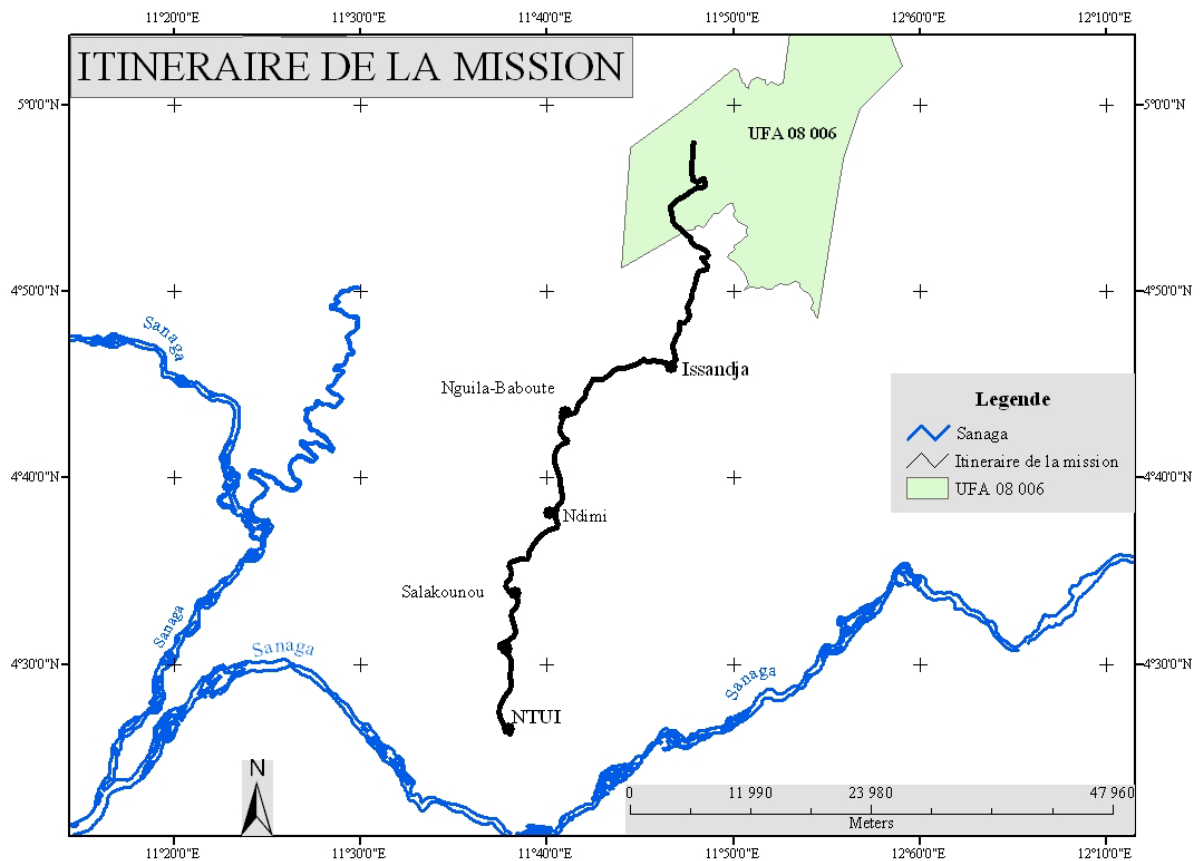 11°20'0"E 11°30'0"E 11°40'0"E 11°50'0"E 12°0'0"E 12°10'0"E
ITINERAIRE DE LA MISSION
5°0'0"N 5°0'0"N
UFA 08 006
4°50'0"N 4°50'0"N
Sanaga
Issandja
Nguila-Baboute
Legende
Sanaga
Itineraire de la mission
UFA 08 006
4°40'0"N 4°40'0"N
Ndimi
Salakounou
Sanaga
Sanaga
4°30'0"N 4°30'0"N
Sanaga
NTUI
N
0 11 990 23 980 47 960
Meters
11°20'0"E 11°30'0"E 11°40'0"E 11°50'0"E 12°0'0"E 12°10'0"E